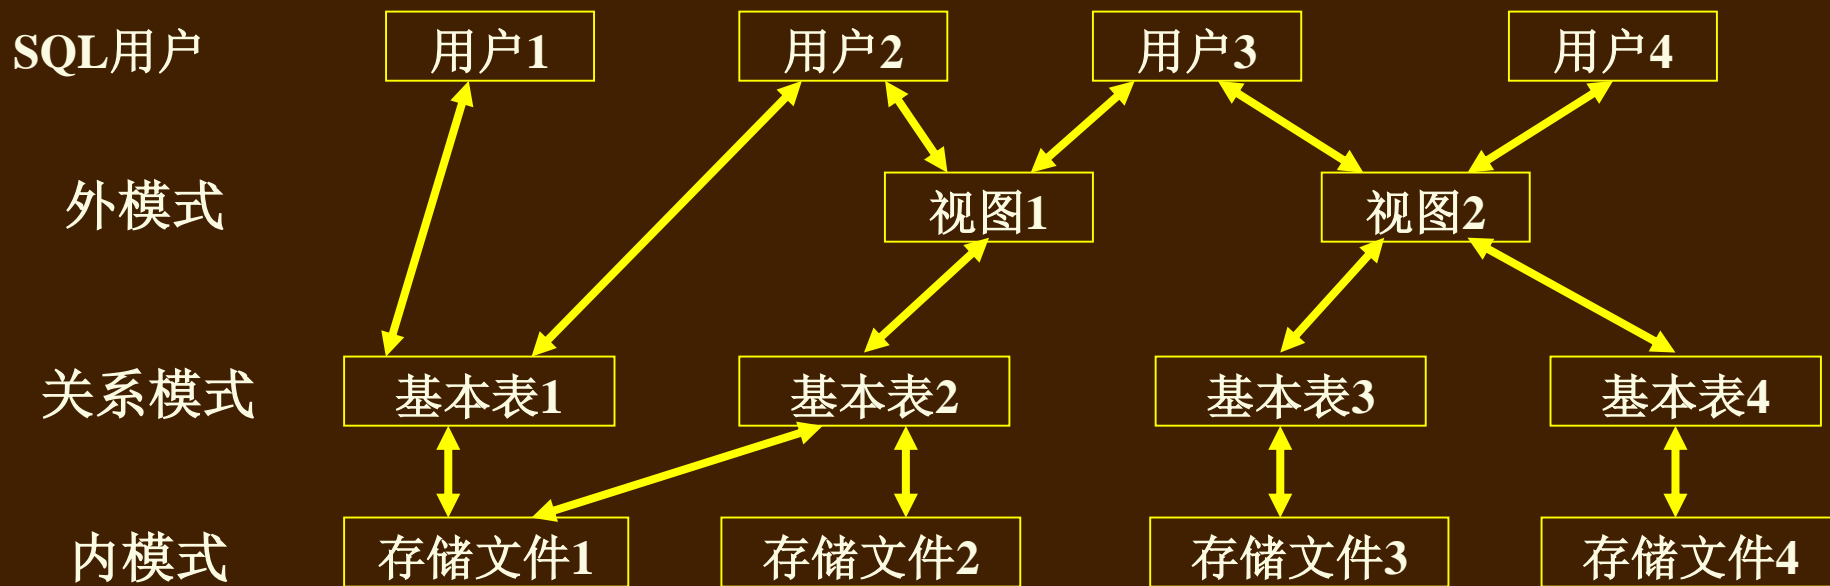 SQL用户 用户1 用户2 用户3 用户4
外模式 视图1 视图2
关系模式 基本表1 基本表2 基本表3 基本表4
内模式 存储文件1 存储文件2 存储文件3 存储文件4